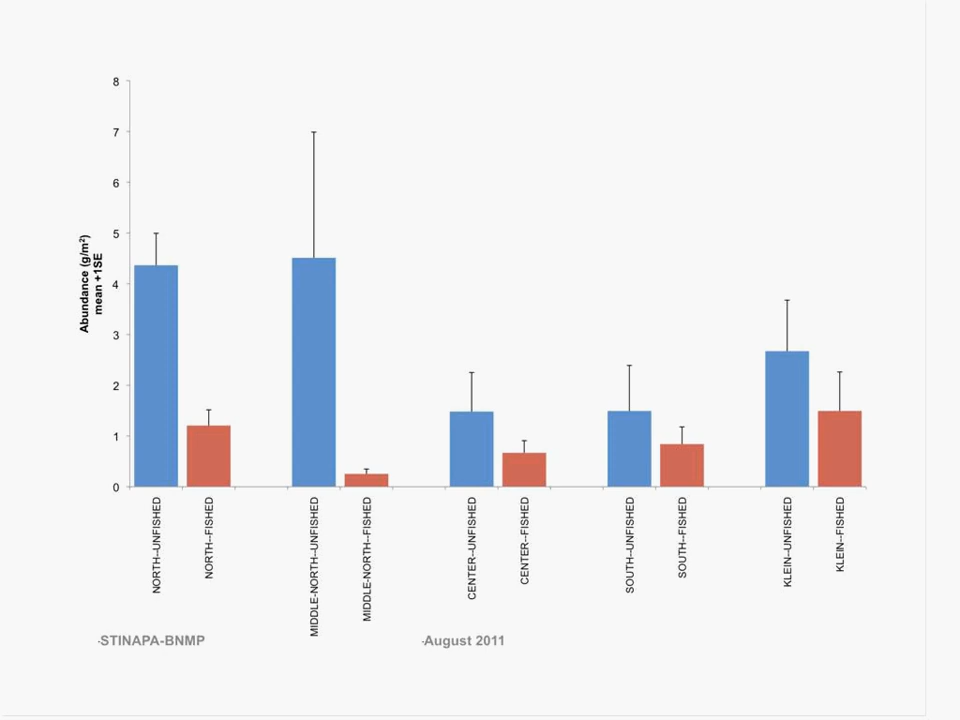 8
7
6
5
4
3
2
1
0
Abundance (g/m²)
mean +1SE
NORTH--UNFISHED
NORTH--FISHED
MIDDLE-NORTH--UNFISHED
MIDDLE-NORTH--FISHED
CENTER--UNFISHED
CENTER--FISHED
SOUTH--UNFISHED
SOUTH--FISHED
KLEIN--UNFISHED
KLEIN--FISHED
·STINAPA-BNMP
·August 2011